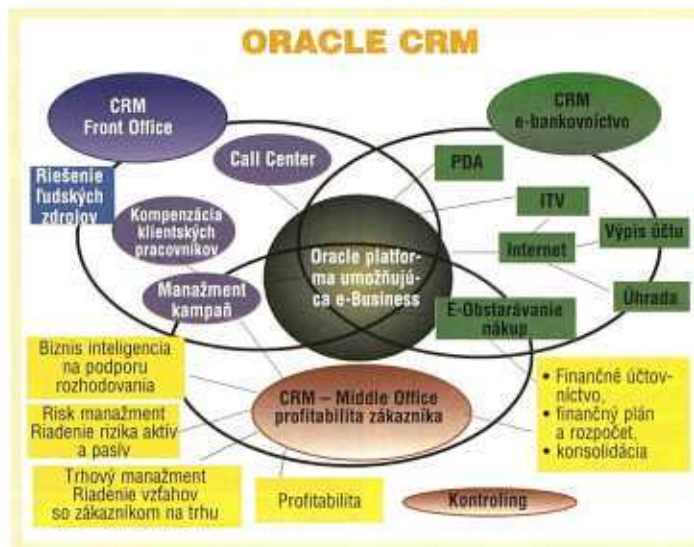 ORACLE CRM
CRM
Front Office
CRM
e-bankovníctvo
Call Center
PDA
Riešenie
ľudských
zdrojov
ITV
Kompenzácia
klientských
pracovníkov
Internet
Výpis účtu
Oracle platfor-
ma umožňujú-
ca e-Business
Manažment
kampaň
Úhrada
E-Obstarávanie
nákup
Biznis inteligencia
na podporu
rozhodovania
CRM – Middle Office
profitabilita zákazníka
• Finančné účtov-
níctvo,
• finančný plán
a rozpočet,
• konsolidácia
Risk manažment
Riadenie rizika aktív
a pasív
Trhový manažment
Riadenie vzťahov
so zákazníkom na trhu
Profitabilita
Kontroling